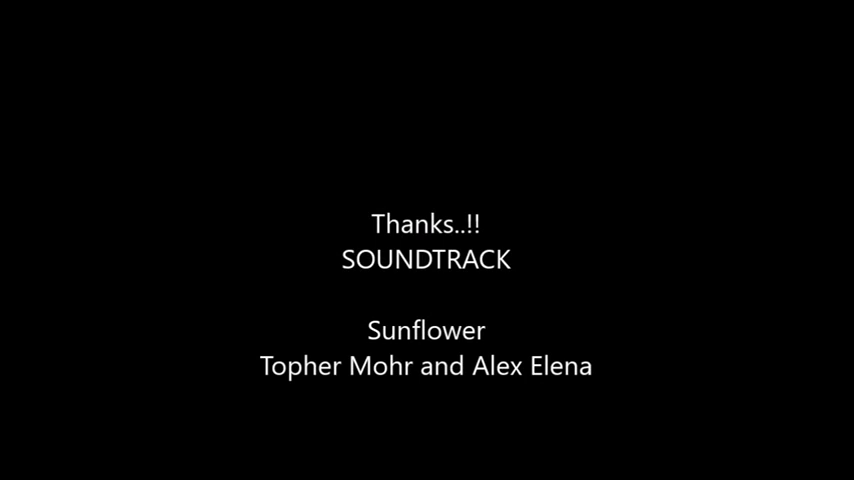 Thanks..!!
SOUNDTRACK
Sunflower
Topher Mohr and Alex Elena